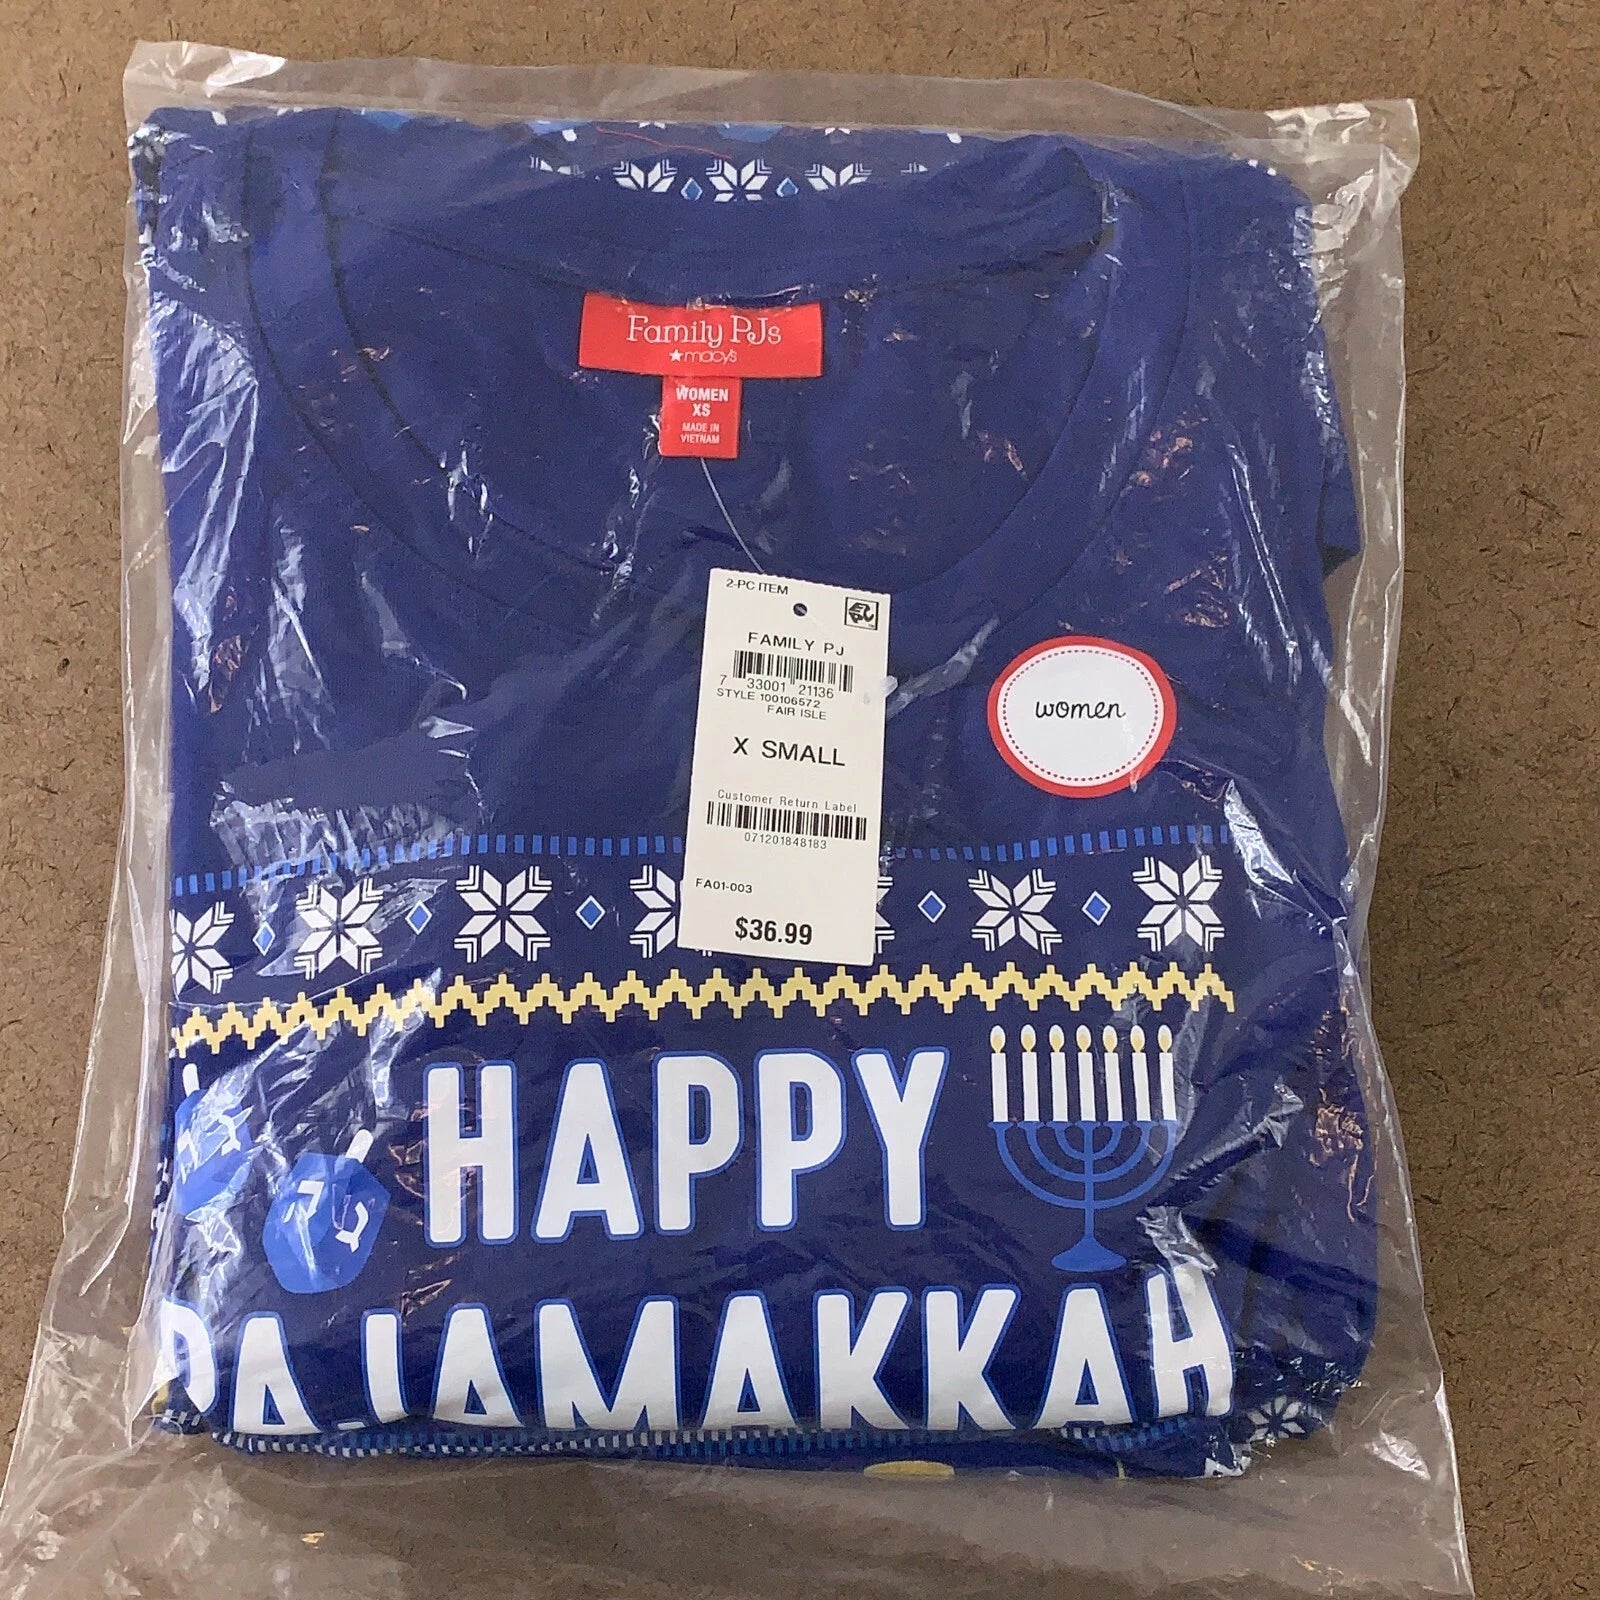 Family PJs
★macy's
WOMEN
XS
MADE IN
VIETNAM
2-PC ITEM
FAMILY PJ
7 33001 21136
STYLE 100106572
FAIR ISLE
X SMALL
Customer Return Label
071201848183
FA01-003
$36.99
women
HAPPY
PAJAMAKKAH